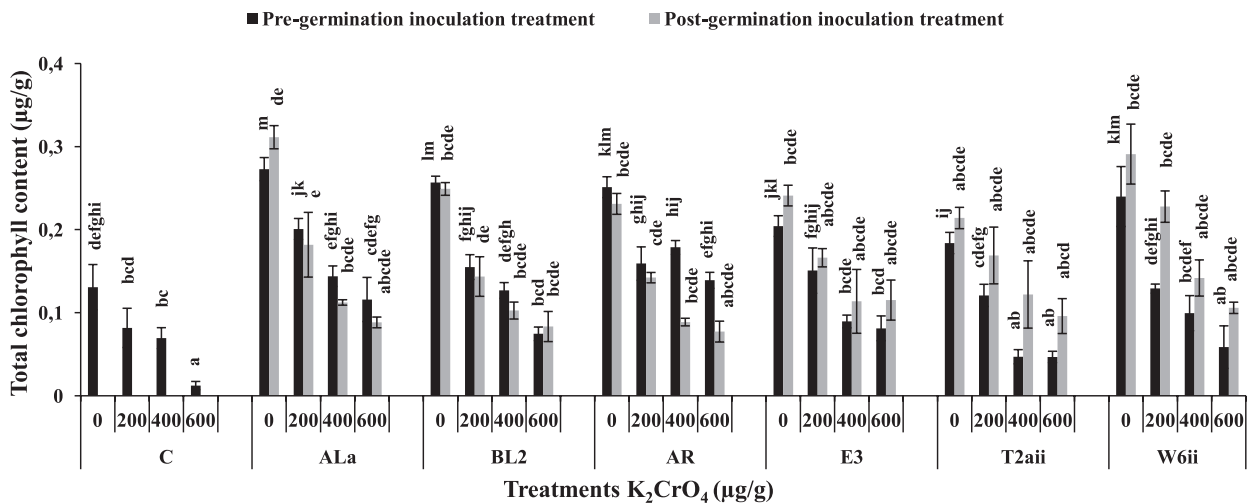 Pre-germination inoculation treatment Post-germination inoculation treatment
Total chlorophyll content (µg/g)
0,4
0,3
0,2
0,1
0
defghi bcd bc a
m de jk e efghi bcde cdefg abcde
lm bcde fghij de defgh bcde bcd bcde
klm bcde ghij cde hij bcde efghi abcde
jkl bcde fghij abcde bcde abcde bcd abcde
ij abcde cdefg abcde ab abcde ab abcd
klm bcde defghi bcde bcdef abcde ab abcde
0 200 400 600 0 200 400 600 0 200 400 600 0 200 400 600 0 200 400 600 0 200 400 600 0 200 400 600
C ALa BL2 AR E3 T2aii W6ii
Treatments K₂CrO₄ (µg/g)